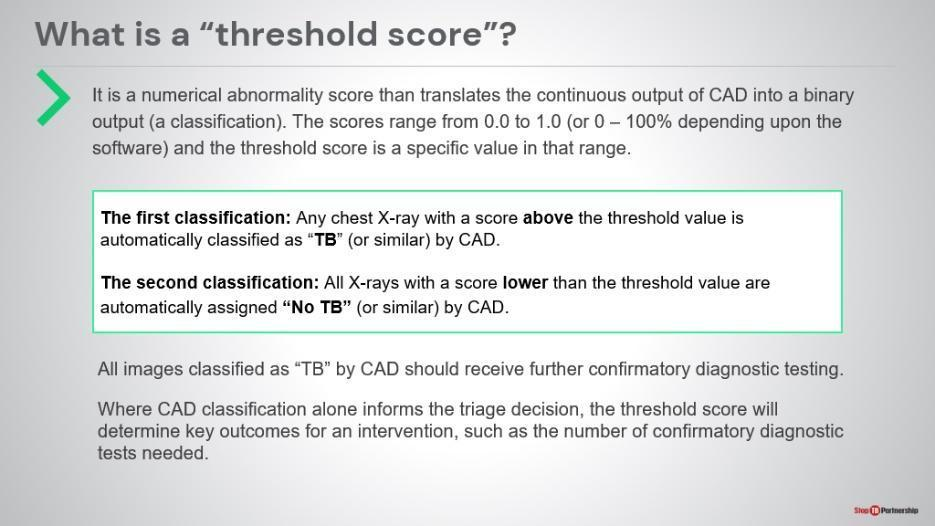 What is a “threshold score”?
It is a numerical abnormality score than translates the continuous output of CAD into a binary
output (a classification). The scores range from 0.0 to 1.0 (or 0 – 100% depending upon the
software) and the threshold score is a specific value in that range.
The first classification: Any chest X-ray with a score above the threshold value is
automatically classified as “TB” (or similar) by CAD.
The second classification: All X-rays with a score lower than the threshold value are
automatically assigned “No TB” (or similar) by CAD.
All images classified as “TB” by CAD should receive further confirmatory diagnostic testing.
Where CAD classification alone informs the triage decision, the threshold score will
determine key outcomes for an intervention, such as the number of confirmatory diagnostic
tests needed.
Stop TB Partnership